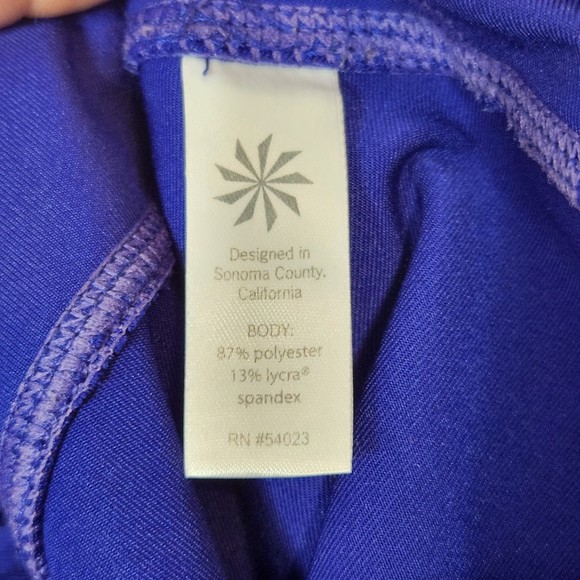 Designed in
Sonoma County,
California
BODY:
87% polyester
13% lycra®
spandex
RN #54023